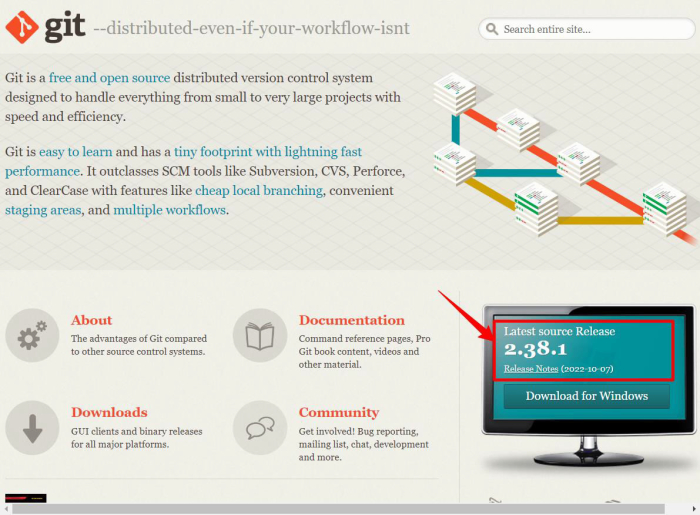 git --distributed-even-if-your-workflow-isnt
Search entire site...
Git is a free and open source distributed version control system
designed to handle everything from small to very large projects with
speed and efficiency.
Git is easy to learn and has a tiny footprint with lightning fast
performance. It outclasses SCM tools like Subversion, CVS, Perforce,
and ClearCase with features like cheap local branching, convenient
staging areas, and multiple workflows.
About
The advantages of Git compared
to other source control systems.
Documentation
Command reference pages, Pro
Git book content, videos and
other material.
Downloads
GUI clients and binary releases
for all major platforms.
Community
Get involved! Bug reporting,
mailing list, chat, development
and more.
Latest source Release
2.38.1
Release Notes (2022-10-07)
Download for Windows